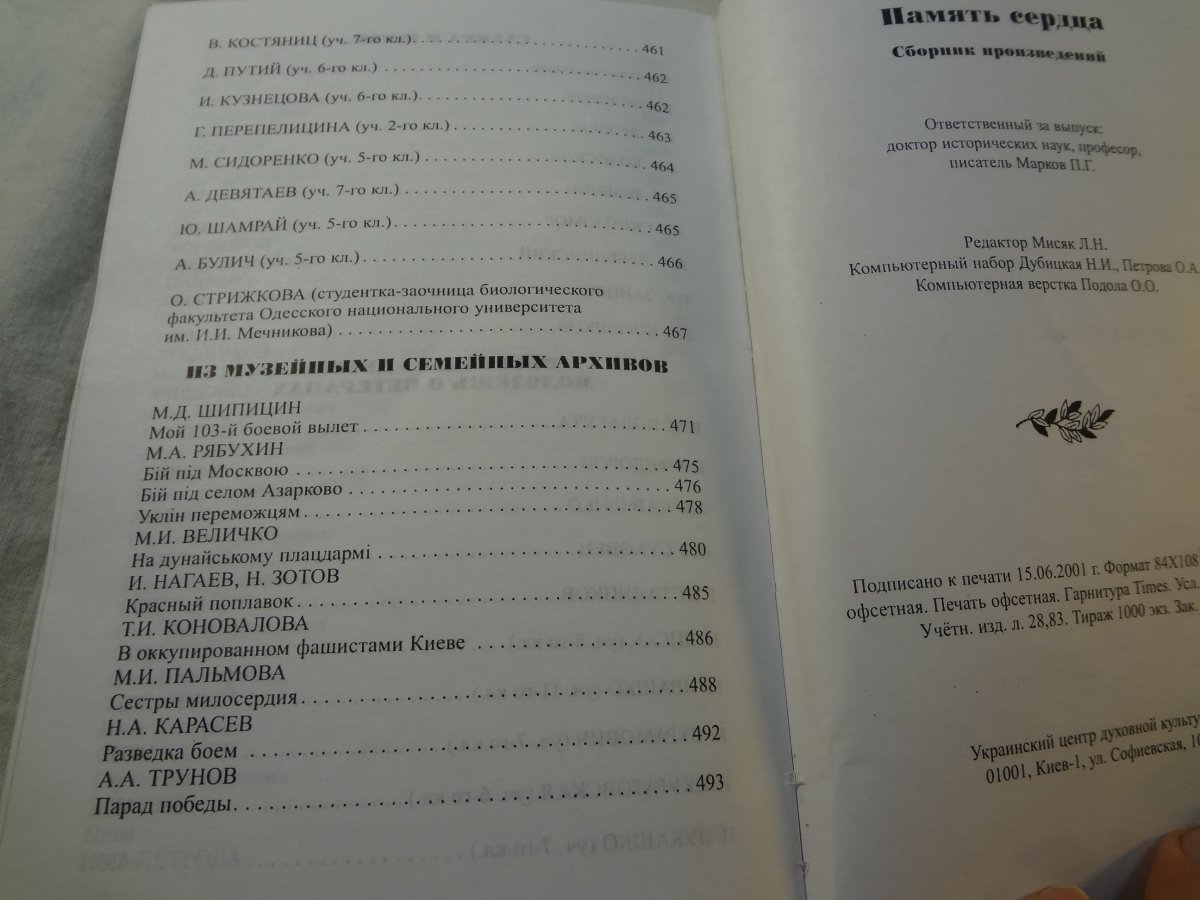 В. КОСТЯНИЦ (уч. 7-го кл.) 461
Д. ПУТИЙ (уч. 6-го кл.) 462
И. КУЗНЕЦОВА (уч. 6-го кл.) 462
Г. ПЕРЕПЕЛИЦИНА (уч. 2-го кл.) 463
М. СИДОРЕНКО (уч. 5-го кл.) 464
А. ДЕВЯТАЕВ (уч. 7-го кл.) 465
Ю. ШАМРАЙ (уч. 5-го кл.) 465
А. БУЛИЧ (уч. 5-го кл.) 466
О. СТРИЖКОВА (студентка-заочница биологического
факультета Одесского национального университета
им. И.И. Мечникова) 467
ИЗ МУЗЕЙНЫХ И СЕМЕЙНЫХ АРХИВОВ
М.Д. ШИПИЦИН
Мой 103-й боевой вылет 471
М.А. РЯБУХИН
Бій під Москвою 475
Бій під селом Азарково 476
Уклін переможцям 478
М.И. ВЕЛИЧКО
На дунайському плацдармі 480
И. НАГАЕВ, Н. ЗОТОВ
Красный поплавок 485
Т.И. КОНОВАЛОВА
В оккупированном фашистами Киеве 486
М.И. ПАЛЬМОВА
Сестры милосердия 488
Н.А. КАРАСЕВ
Разведка боем 492
А.А. ТРУНОВ
Парад победы 493
Память сердца
Сборник произведений
Ответственный за выпуск:
доктор исторических наук, професор,
писатель Марков П.Г.
Редактор Мисяк Л.Н.
Компьютерный набор Дубицкая Н.И., Петрова О.А.
Компьютерная верстка Подола О.О.
Подписано к печати 15.06.2001 г. Формат 84X108
офсетная. Печать офсетная. Гарнитура Times. Усл.
Учётн. изд. л. 28,83. Тираж 1000 экз. Зак.
Украинский центр духовной культу
01001, Киев-1, ул. Софиевская, 10